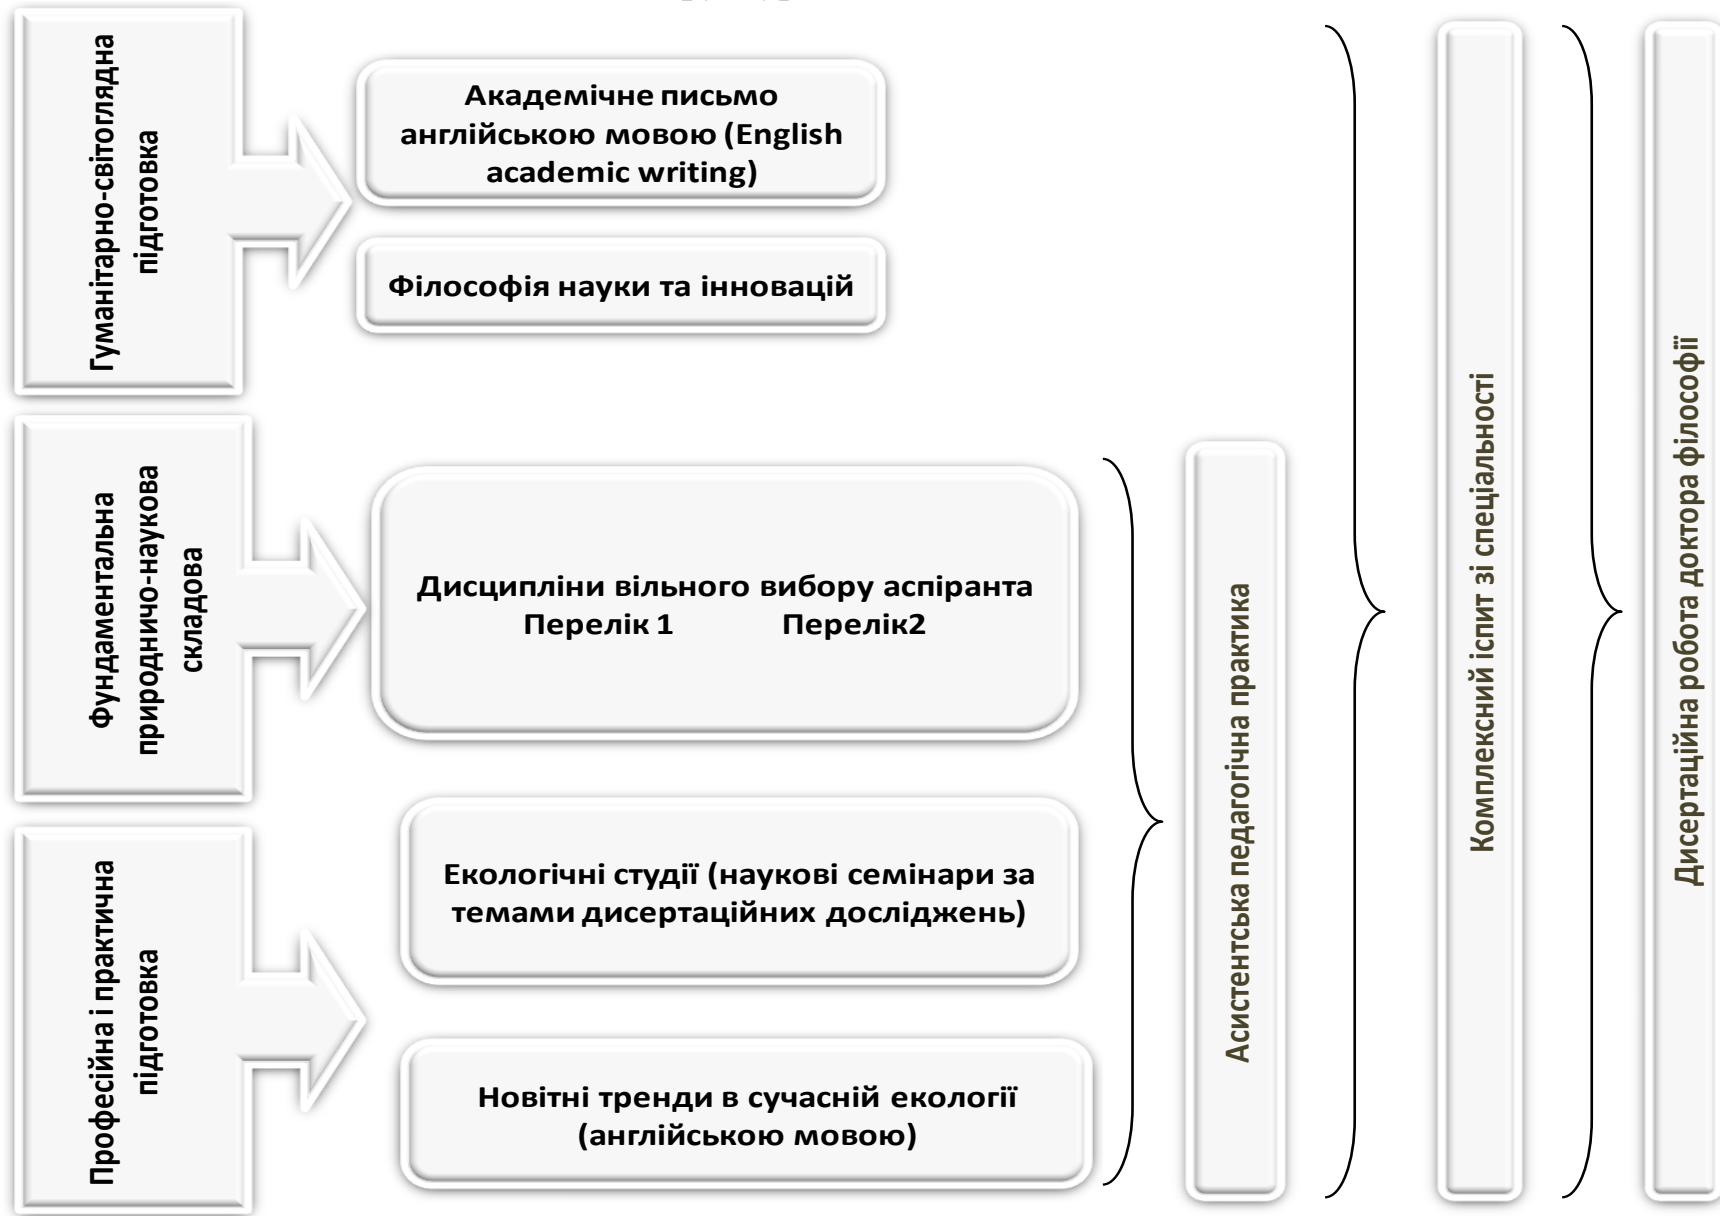 Гуманітарно-світоглядна
підготовка
Академічне письмо
англійською мовою (English
academic writing)
Філософія науки та інновацій
Фундаментальна
природничо-наукова
складова
Дисципліни вільного вибору аспіранта
Перелік 1 Перелік2
Професійна і практична
підготовка
Екологічні студії (наукові семінари за
темами дисертаційних досліджень)
Новітні тренди в сучасній екології
(англійською мовою)
Асистентська педагогічна практика
Комплексний іспит зі спеціальності
Дисертаційна робота доктора філософії